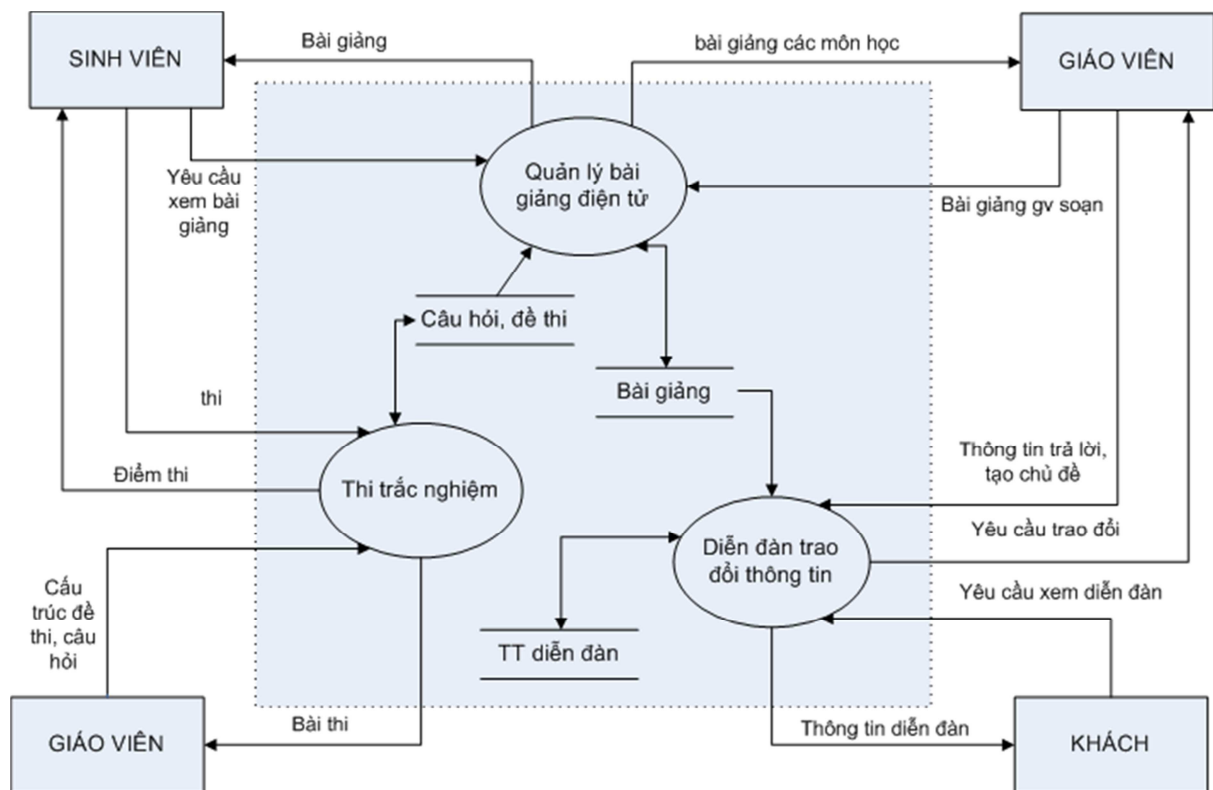 Bài giảng
bài giảng các môn học
SINH VIÊN
GIÁO VIÊN
Quản lý bài
giảng điện tử
Yêu cầu
xem bài
giảng
Bài giảng gv soạn
Câu hỏi, đề thi
Bài giảng
thi
Thông tin trả lời,
tạo chủ đề
Điểm thi
Thi trắc nghiệm
Yêu cầu trao đổi
Diễn đàn trao
đổi thông tin
Cấu
trúc đề
thi, câu
hỏi
Yêu cầu xem diễn đàn
TT diễn đàn
Bài thi
Thông tin diễn đàn
GIÁO VIÊN
KHÁCH